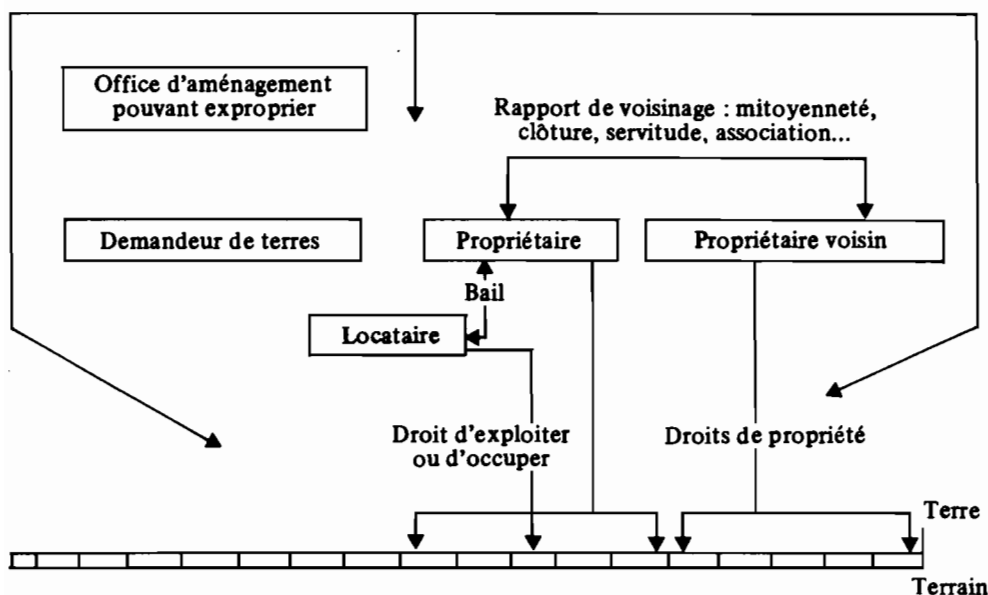 Office d'aménagement
pouvant exproprier
Rapport de voisinage : mitoyenneté,
clôture, servitude, association...
Demandeur de terres
Propriétaire
Propriétaire voisin
Bail
Locataire
Droit d'exploiter
ou d'occuper
Droits de propriété
Terre
Terrain